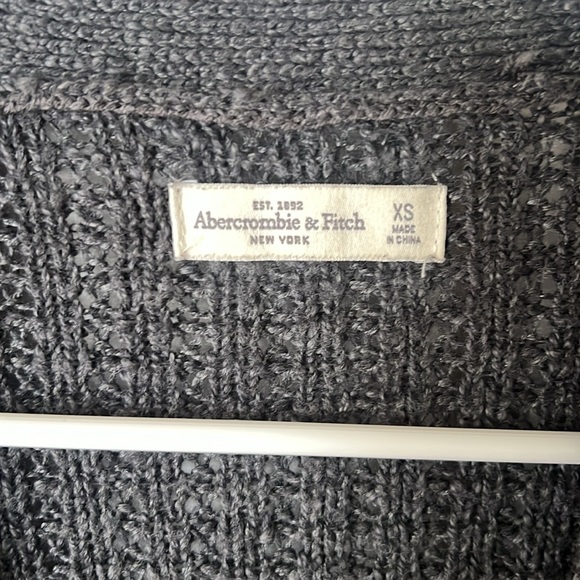 EST. 1892
Abercrombie & Fitch
NEW YORK
XS
MADE
IN CHINA